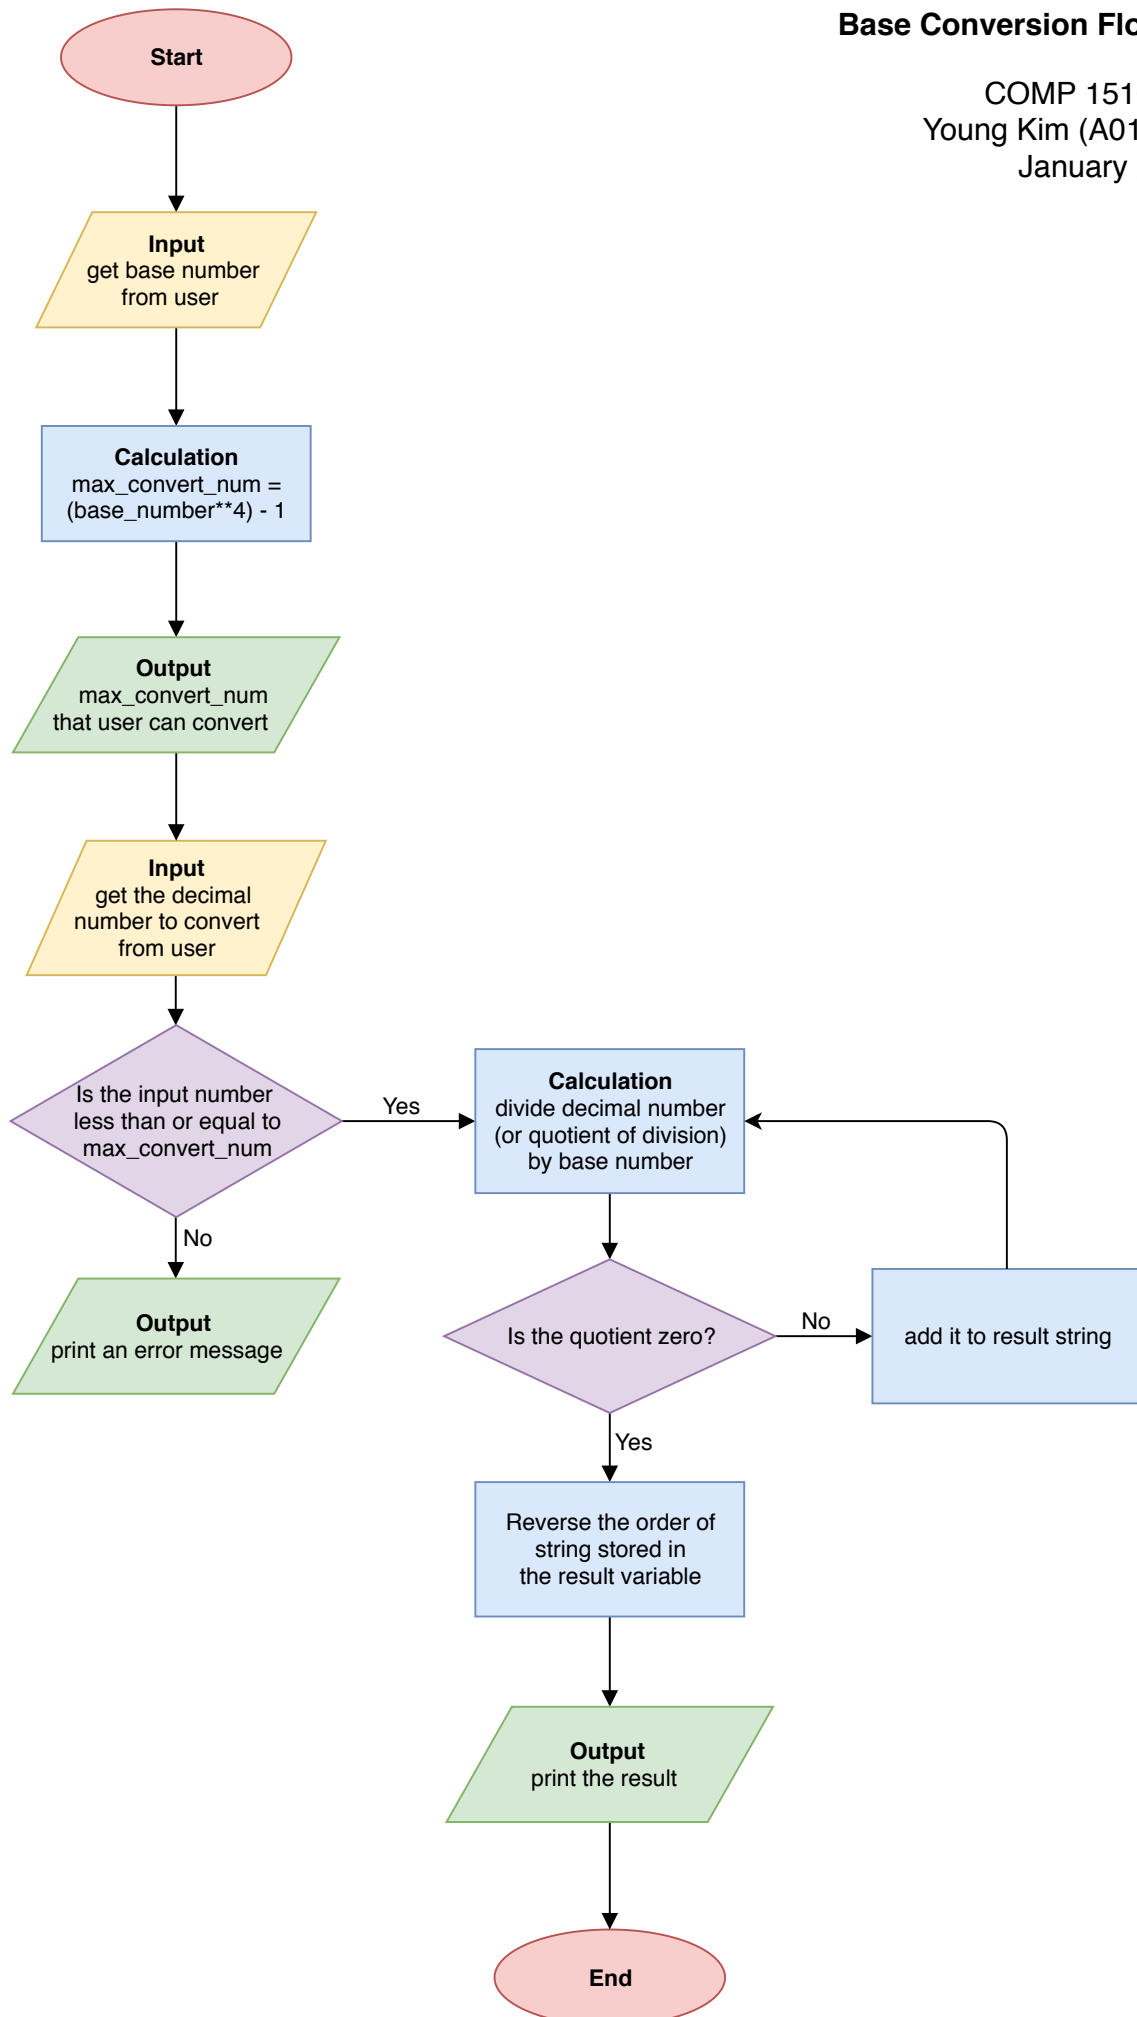 Base Conversion Flo
COMP 151
Young Kim (A01
January
Start
Input
get base number
from user
Calculation
max_convert_num =
(base_number**4) - 1
Output
max_convert_num
that user can convert
Input
get the decimal
number to convert
from user
Is the input number
less than or equal to
max_convert_num
Yes
No
Output
print an error message
Calculation
divide decimal number
(or quotient of division)
by base number
Is the quotient zero?
No
add it to result string
Yes
Reverse the order of
string stored in
the result variable
Output
print the result
End